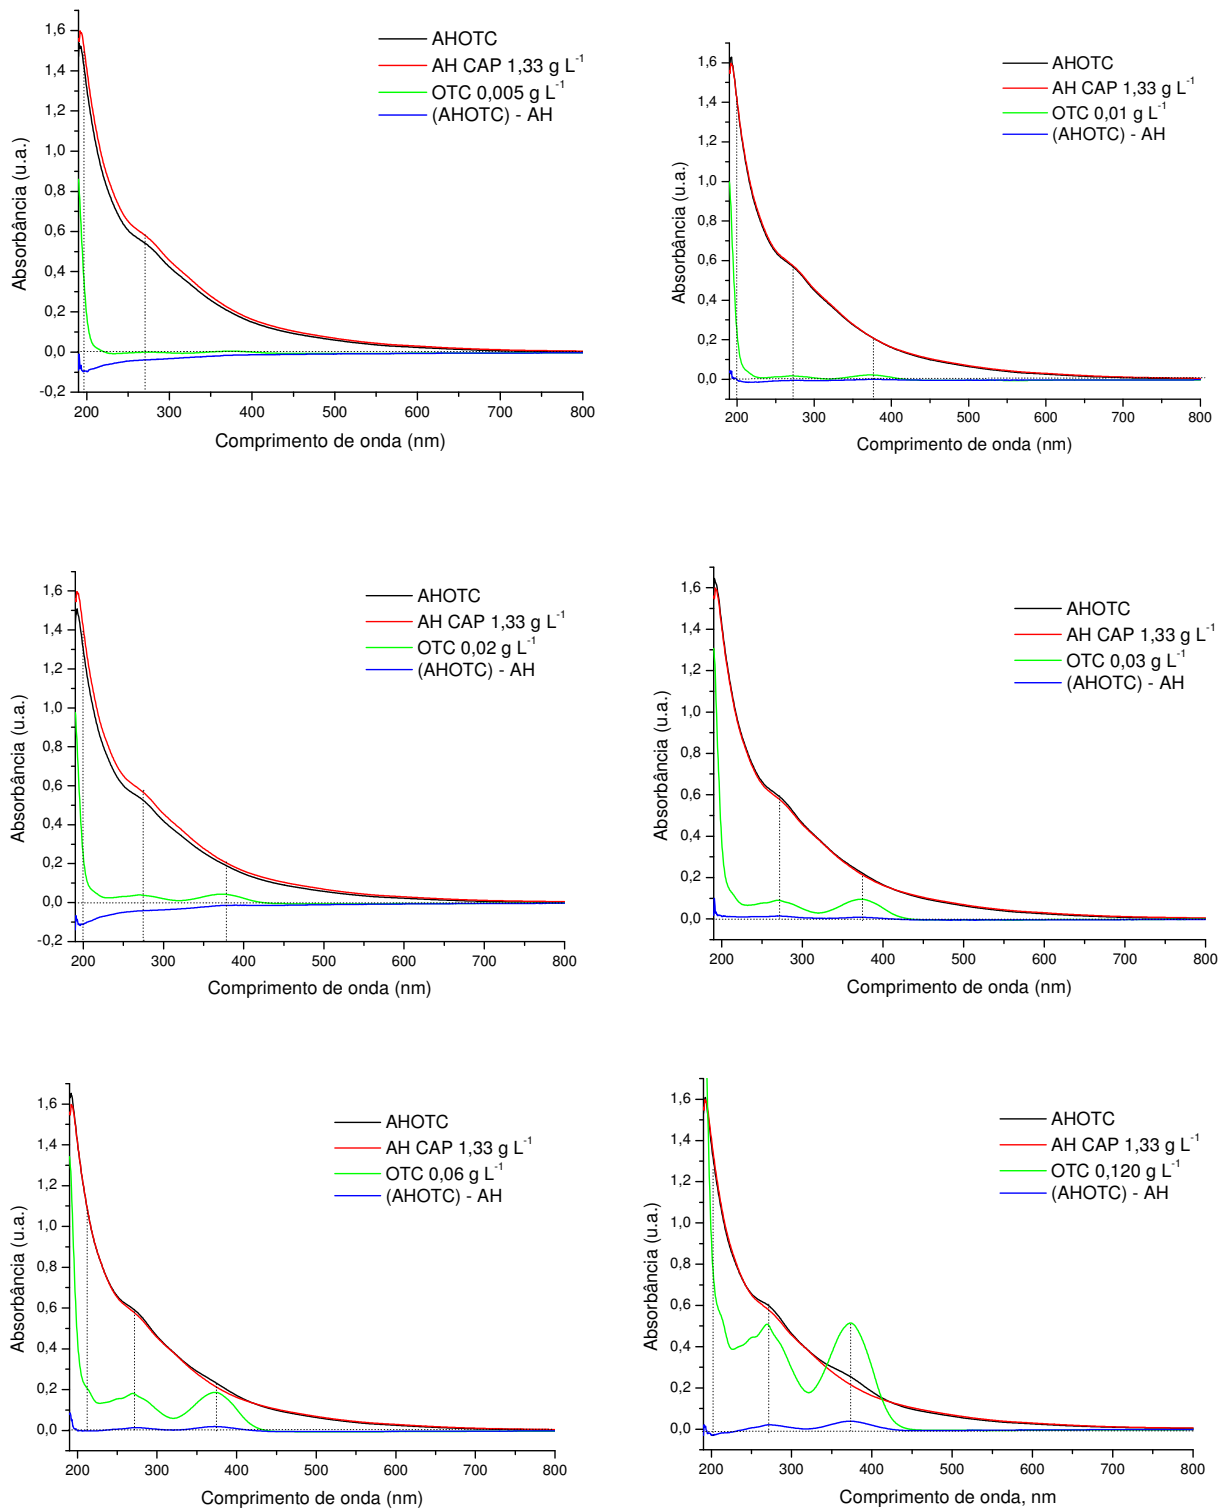 1,6
1,4
1,2
1,0
0,8
0,6
0,4
0,2
0,0
-0,2
Absorbância (u.a.)
200 300 400 500 600 700 800
Comprimento de onda (nm)
AHOTC
AH CAP 1,33 g L⁻¹
OTC 0,005 g L⁻¹
(AHOTC) - AH
1,6
1,4
1,2
1,0
0,8
0,6
0,4
0,2
0,0
Absorbância (u.a.)
200 300 400 500 600 700 800
Comprimento de onda (nm)
AHOTC
AH CAP 1,33 g L⁻¹
OTC 0,01 g L⁻¹
(AHOTC) - AH
1,6
1,4
1,2
1,0
0,8
0,6
0,4
0,2
0,0
-0,2
Absorbância (u.a.)
200 300 400 500 600 700 800
Comprimento de onda (nm)
AHOTC
AH CAP 1,33 g L⁻¹
OTC 0,02 g L⁻¹
(AHOTC) - AH
1,6
1,4
1,2
1,0
0,8
0,6
0,4
0,2
0,0
Absorbância (u.a.)
200 300 400 500 600 700 800
Comprimento de onda (nm)
AHOTC
AH CAP 1,33 g L⁻¹
OTC 0,03 g L⁻¹
(AHOTC) - AH
1,6
1,4
1,2
1,0
0,8
0,6
0,4
0,2
0,0
Absorbância (u.a.)
200 300 400 500 600 700 800
Comprimento de onda (nm)
AHOTC
AH CAP 1,33 g L⁻¹
OTC 0,06 g L⁻¹
(AHOTC) - AH
1,6
1,4
1,2
1,0
0,8
0,6
0,4
0,2
0,0
Absorbância (u.a.)
200 300 400 500 600 700 800
Comprimento de onda, nm
AHOTC
AH CAP 1,33 g L⁻¹
OTC 0,120 g L⁻¹
(AHOTC) - AH